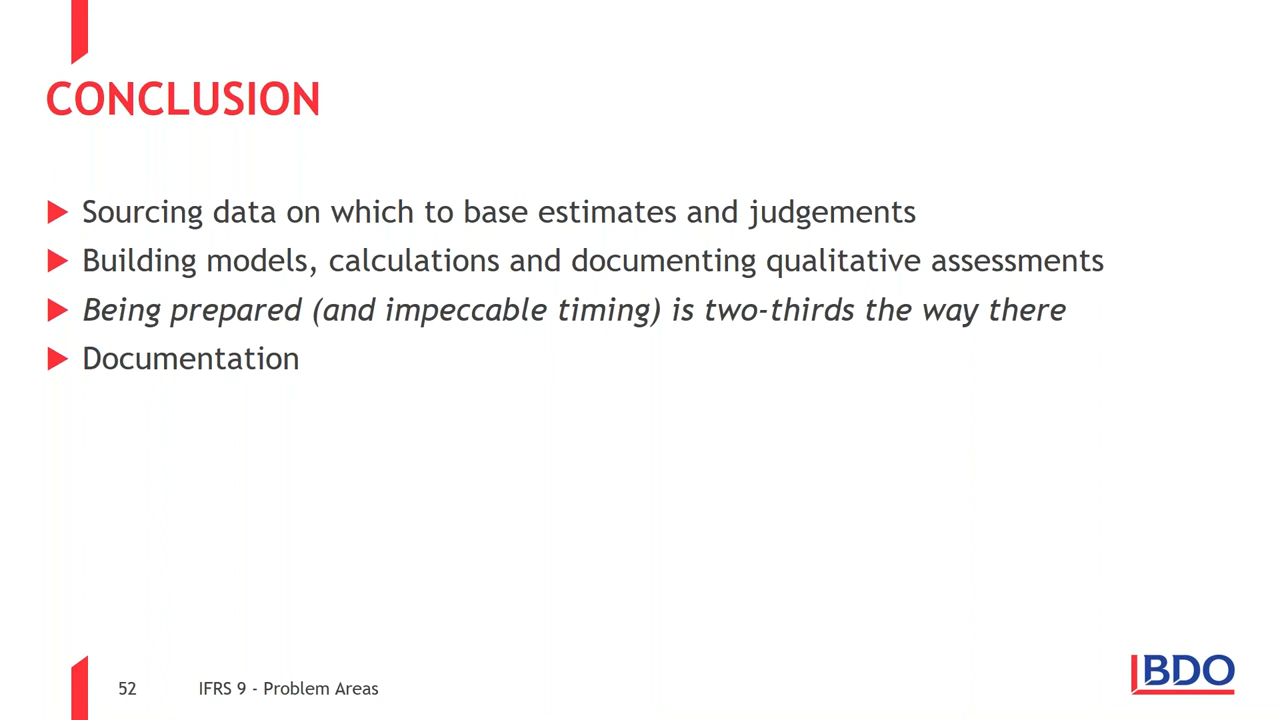 CONCLUSION
Sourcing data on which to base estimates and judgements
Building models, calculations and documenting qualitative assessments
Being prepared (and impeccable timing) is two-thirds the way there
Documentation
52 IFRS 9 - Problem Areas
BDO